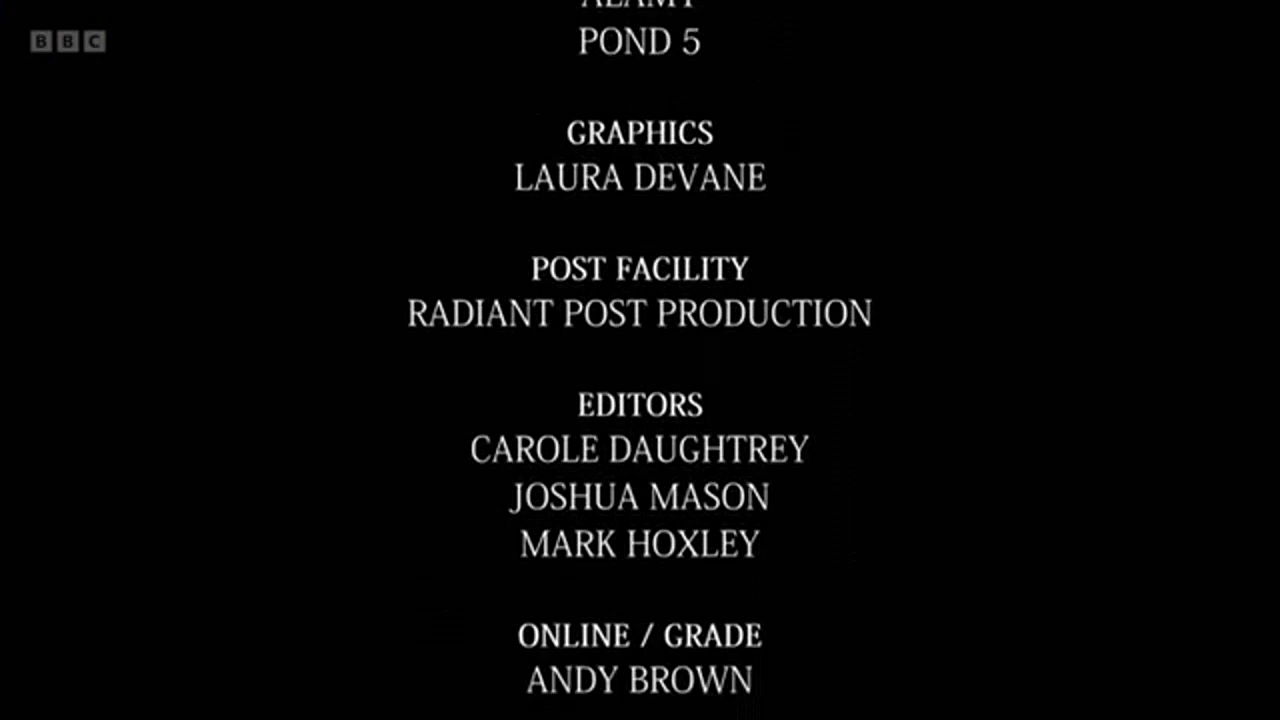 BBC
ALAMY
POND 5
GRAPHICS
LAURA DEVANE
POST FACILITY
RADIANT POST PRODUCTION
EDITORS
CAROLE DAUGHTREY
JOSHUA MASON
MARK HOXLEY
ONLINE / GRADE
ANDY BROWN